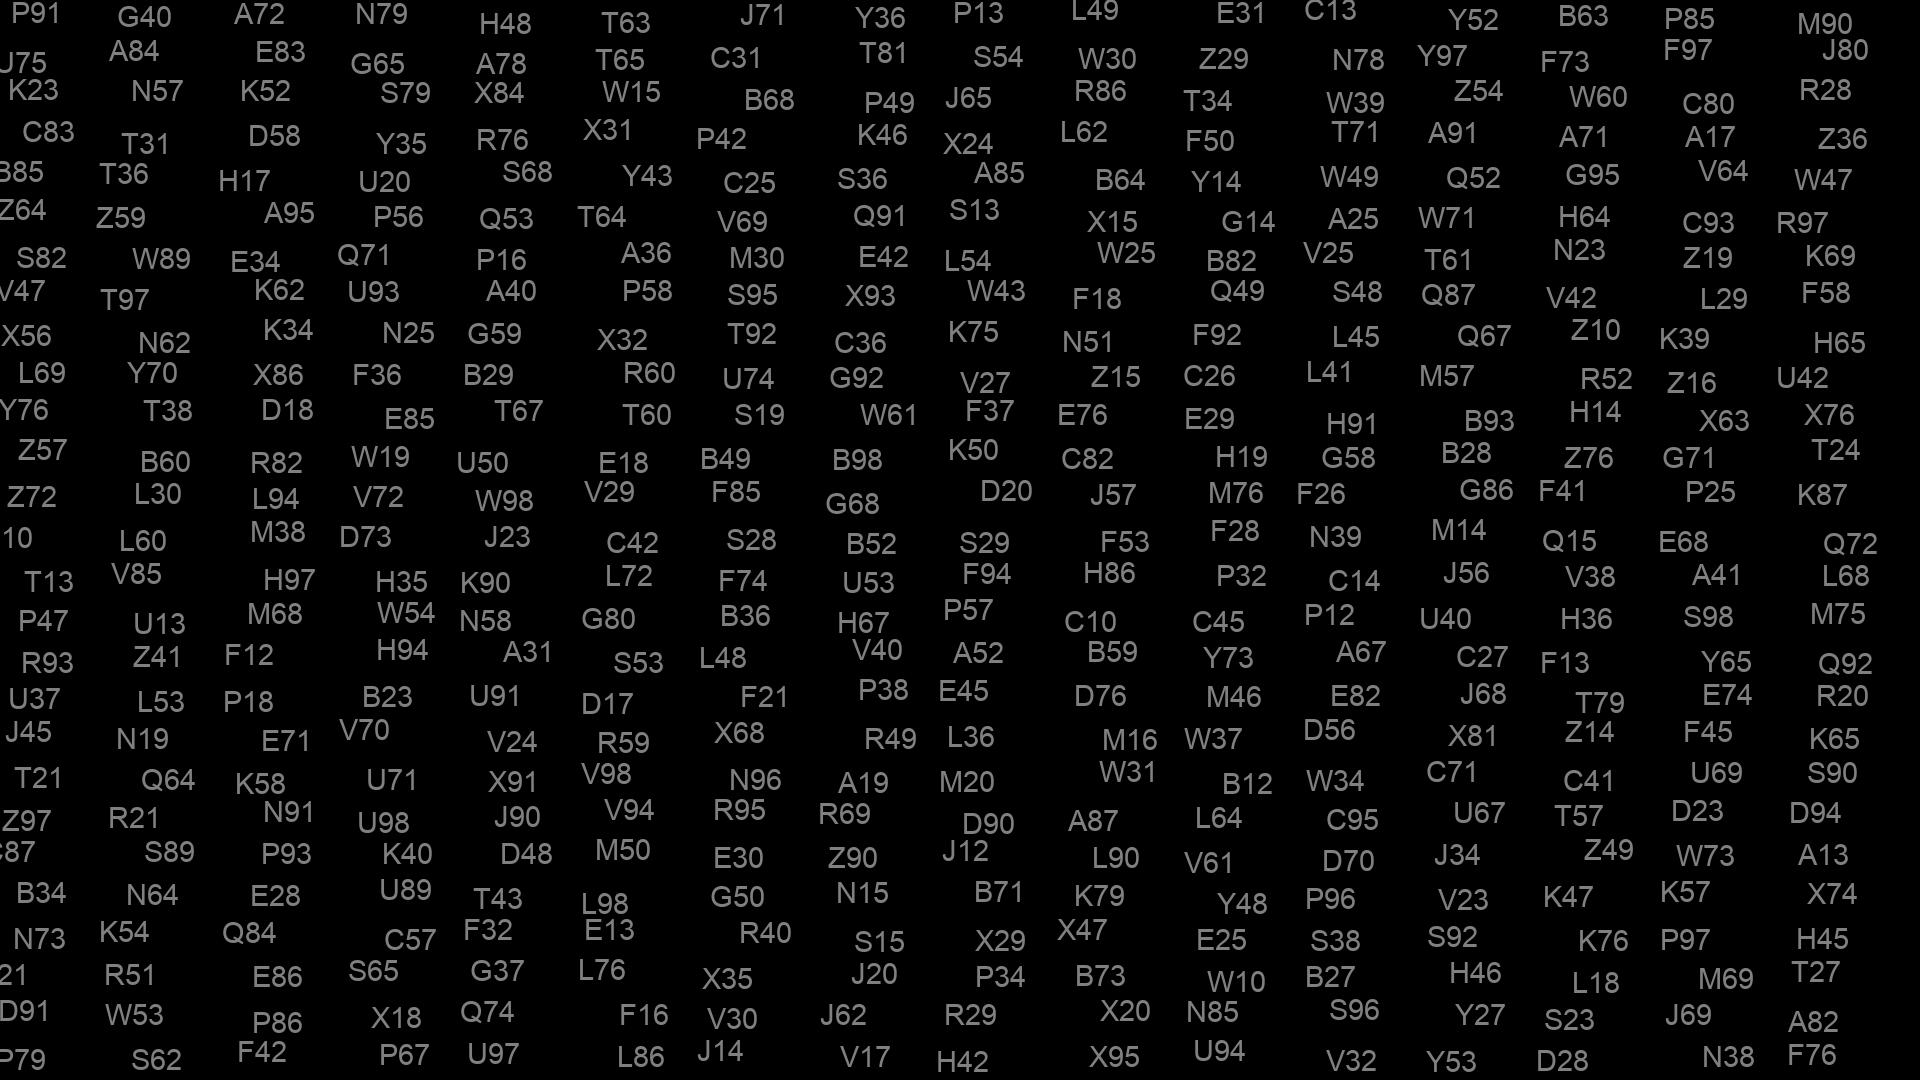 P91 G40 A72 N79 H48 T63 J71 Y36 P13 L49 E31 C13 Y52 B63 P85 M90
U75 A84 E83 G65 A78 T65 C31 T81 S54 W30 Z29 N78 Y97 F73 F97 J80
K23 N57 K52 S79 X84 W15 B68 P49 J65 R86 T34 W39 Z54 W60 C80 R28
C83 T31 D58 Y35 R76 X31 P42 K46 X24 L62 F50 T71 A91 A71 A17 Z36
B85 T36 H17 U20 S68 Y43 C25 S36 A85 B64 Y14 W49 Q52 G95 V64 W47
Z64 Z59 A95 P56 Q53 T64 V69 Q91 S13 X15 G14 A25 W71 H64 C93 R97
S82 W89 E34 Q71 P16 A36 M30 E42 L54 W25 B82 V25 T61 N23 Z19 K69
V47 T97 K62 U93 A40 P58 S95 X93 W43 F18 Q49 S48 Q87 V42 L29 F58
X56 N62 K34 N25 G59 X32 T92 C36 K75 N51 F92 L45 Q67 Z10 K39 H65
L69 Y70 X86 F36 B29 R60 U74 G92 V27 Z15 C26 L41 M57 R52 Z16 U42
Y76 T38 D18 E85 T67 T60 S19 W61 F37 E76 E29 H91 B93 H14 X63 X76
Z57 B60 R82 W19 U50 E18 B49 B98 K50 C82 H19 G58 B28 Z76 G71 T24
Z72 L30 L94 V72 W98 V29 F85 G68 D20 J57 M76 F26 G86 F41 P25 K87
10 L60 M38 D73 J23 C42 S28 B52 S29 F53 F28 N39 M14 Q15 E68 Q72
T13 V85 H97 H35 K90 L72 F74 U53 F94 H86 P32 C14 J56 V38 A41 L68
P47 U13 M68 W54 N58 G80 B36 H67 P57 C10 C45 P12 U40 H36 S98 M75
R93 Z41 F12 H94 A31 S53 L48 V40 A52 B59 Y73 A67 C27 F13 Y65 Q92
U37 L53 P18 B23 U91 D17 F21 P38 E45 D76 M46 E82 J68 T79 E74 R20
J45 N19 E71 V70 V24 R59 X68 R49 L36 M16 W37 D56 X81 Z14 F45 K65
T21 Q64 K58 U71 X91 V98 N96 A19 M20 W31 B12 W34 C71 C41 U69 S90
Z97 R21 N91 U98 J90 V94 R95 R69 D90 A87 L64 C95 U67 T57 D23 D94
87 S89 P93 K40 D48 M50 E30 Z90 J12 L90 V61 D70 J34 Z49 W73 A13
B34 N64 E28 U89 T43 L98 G50 N15 B71 K79 Y48 P96 V23 K47 K57 X74
N73 K54 Q84 C57 F32 E13 R40 S15 X29 X47 E25 S38 S92 K76 P97 H45
21 R51 E86 S65 G37 L76 X35 J20 P34 B73 W10 B27 H46 L18 M69 T27
D91 W53 P86 X18 Q74 F16 V30 J62 R29 X20 N85 S96 Y27 S23 J69 A82
P79 S62 F42 P67 U97 L86 J14 V17 H42 X95 U94 V32 Y53 D28 N38 F76